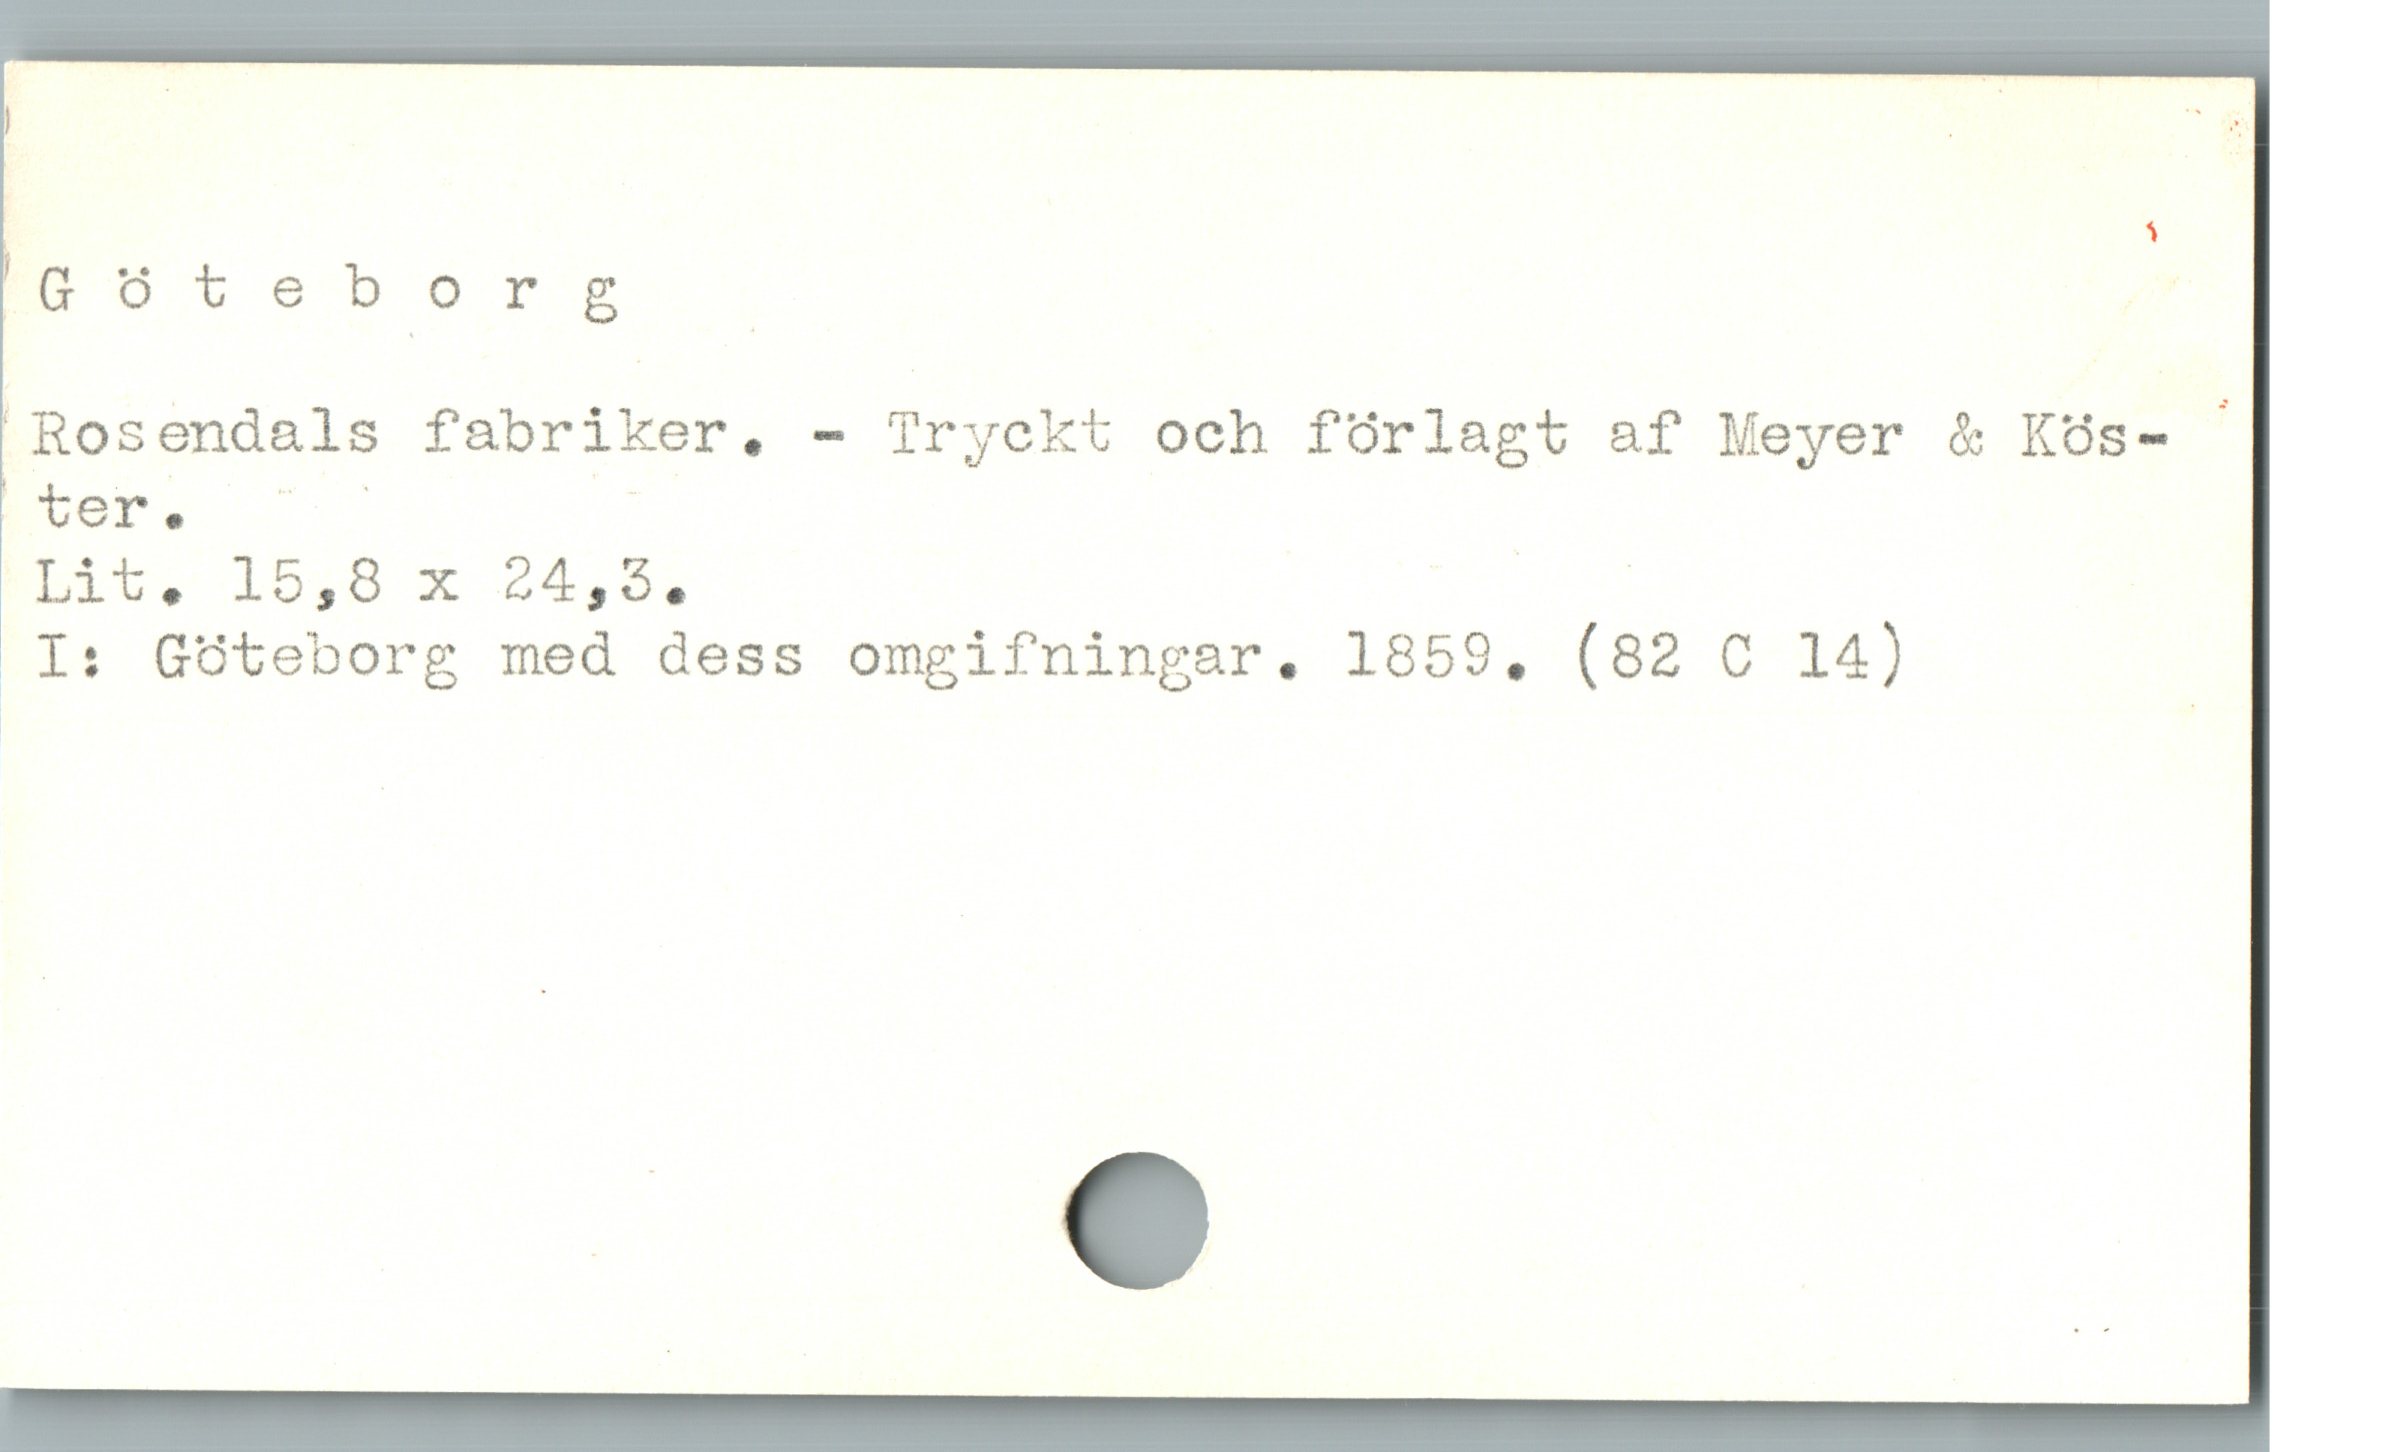 G ö t e b o r g
Rosendals fabriker. - Tryckt och förlagt af Meyer & Kös-
ter.
Lit. 15,8 x 24,3.
I: Göteborg med dess omgifningar. 1859. (82 C 14)